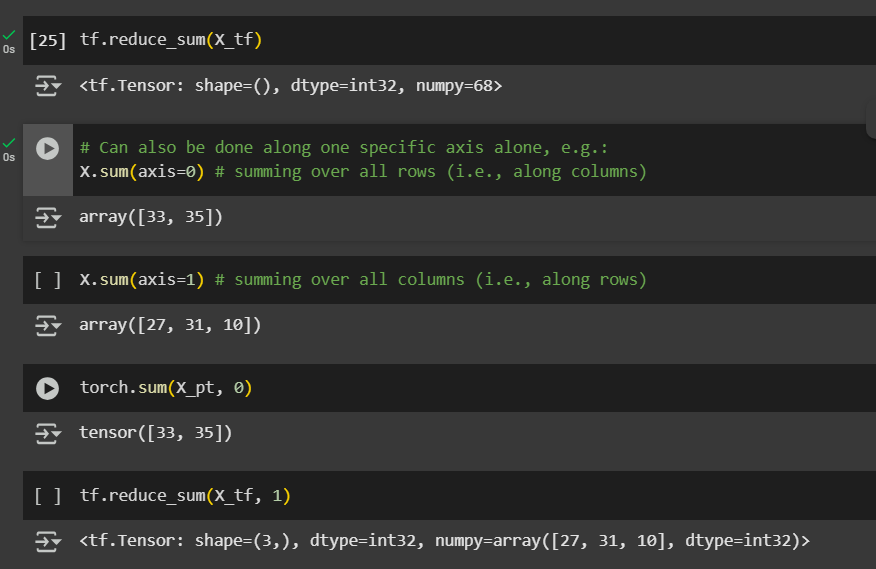 [25] tf.reduce_sum(X_tf)
0s
<tf.Tensor: shape=(), dtype=int32, numpy=68>
# Can also be done along one specific axis alone, e.g.:
0s
X.sum(axis=0) # summing over all rows (i.e., along columns)
array([33, 35])
[ ] X.sum(axis=1) # summing over all columns (i.e., along rows)
array([27, 31, 10])
torch.sum(X_pt, 0)
tensor([33, 35])
[ ] tf.reduce_sum(X_tf, 1)
<tf.Tensor: shape=(3,), dtype=int32, numpy=array([27, 31, 10], dtype=int32)>